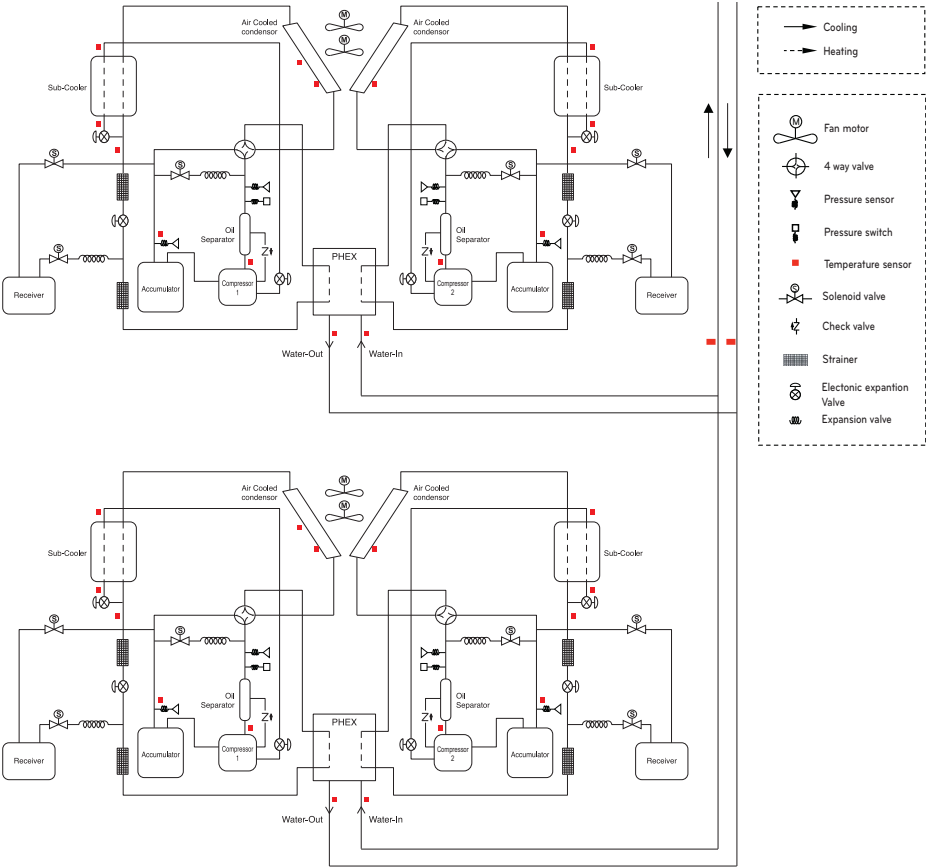 M
M
Air Cooled
condensor
Air Cooled
condensor
Sub-Cooler
Sub-Cooler
S
S
S
S
Oil
Separator
Oil
Separator
Z
Z
S
S
PHEX
Receiver
Accumulator
Compressor
1
Compressor
2
Accumulator
Receiver
Water-Out
Water-In
M
M
Air Cooled
condensor
Air Cooled
condensor
Sub-Cooler
Sub-Cooler
S
S
S
S
Oil
Separator
Oil
Separator
Z
Z
S
S
PHEX
Receiver
Accumulator
Compressor
1
Compressor
2
Accumulator
Receiver
Water-Out
Water-In
Cooling
Heating
M
Fan motor
4 way valve
Pressure sensor
Pressure switch
Temperature sensor
S
Solenoid valve
Z
Check valve
Strainer
Electonic expantion
Valve
Expansion valve